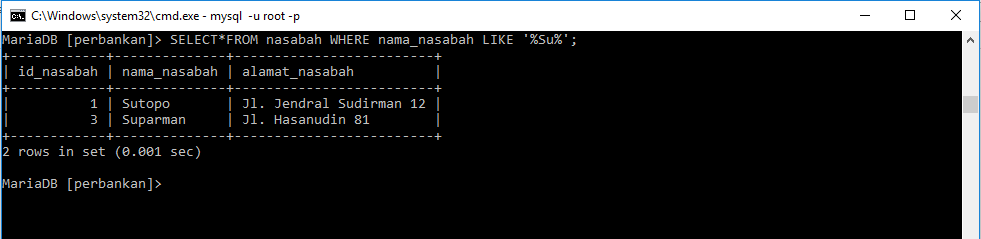 C:\Windows\system32\cmd.exe - mysql  -u root -p
MariaDB [perbankan]> SELECT*FROM nasabah WHERE nama_nasabah LIKE '%Su%';
+------------+--------------+-------------------------+
| id_nasabah | nama_nasabah | alamat_nasabah          |
+------------+--------------+-------------------------+
|          1 | Sutopo       | Jl. Jendral Sudirman 12 |
|          3 | Suparman     | Jl. Hasanudin 81        |
+------------+--------------+-------------------------+
2 rows in set (0.001 sec)
MariaDB [perbankan]>